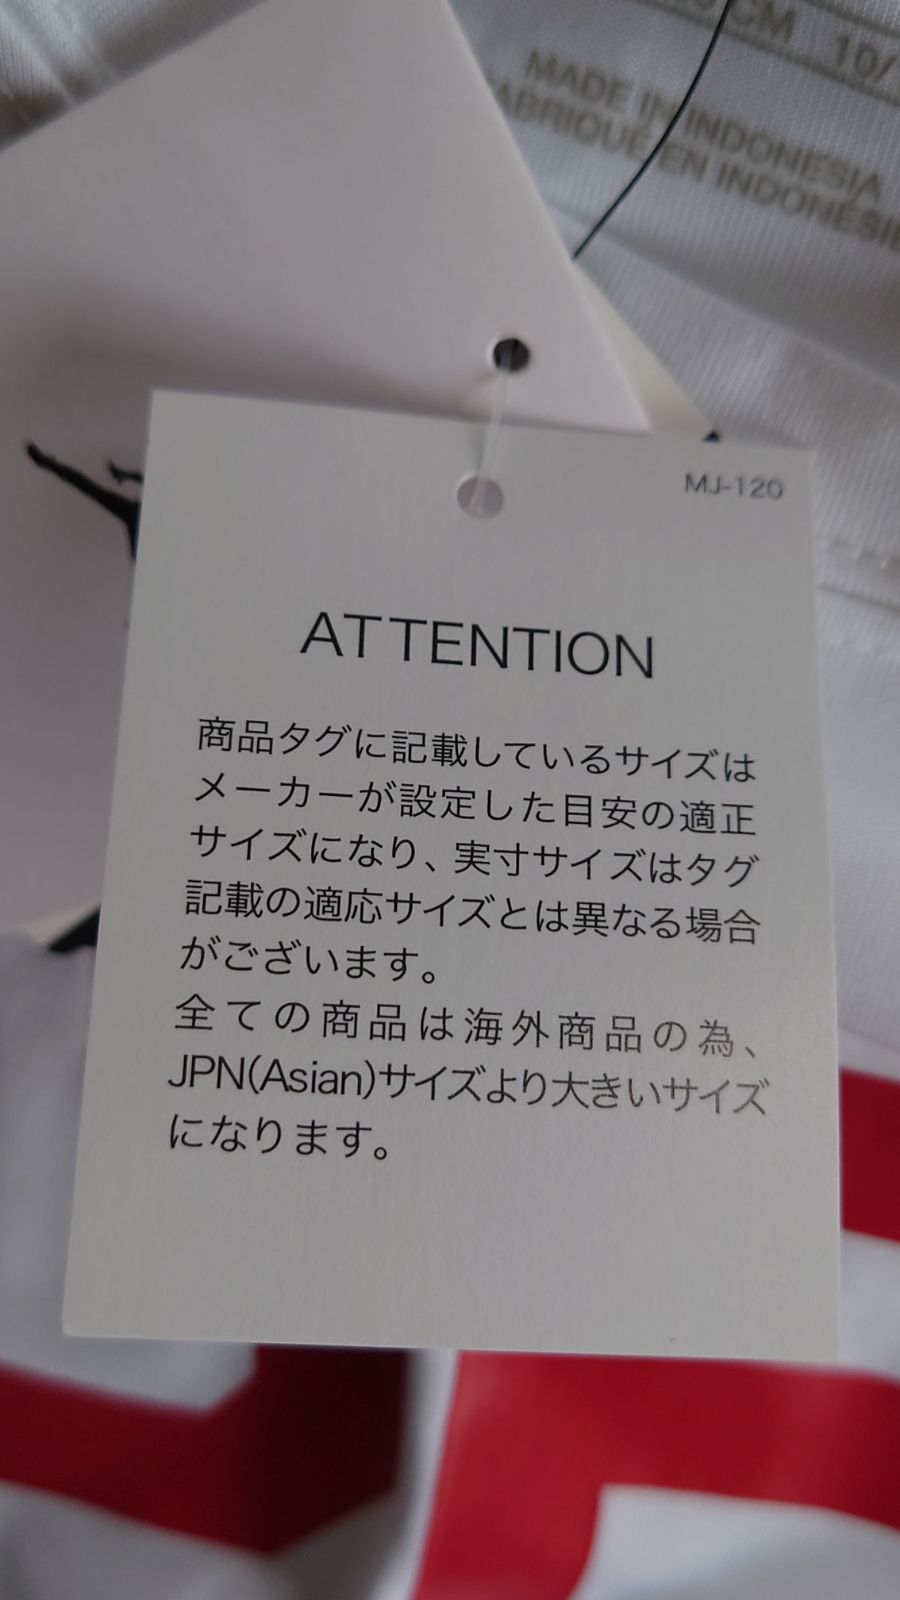 CM 10/
MADE IN INDONESIA
FABRIQUÉ EN INDONÉSIE
MJ-120
ATTENTION
商品タグに記載しているサイズは
メーカーが設定した目安の適正
サイズになり、実寸サイズはタグ
記載の適応サイズとは異なる場合
がございます。
全ての商品は海外商品の為、
JPN(Asian)サイズより大きいサイズ
になります。